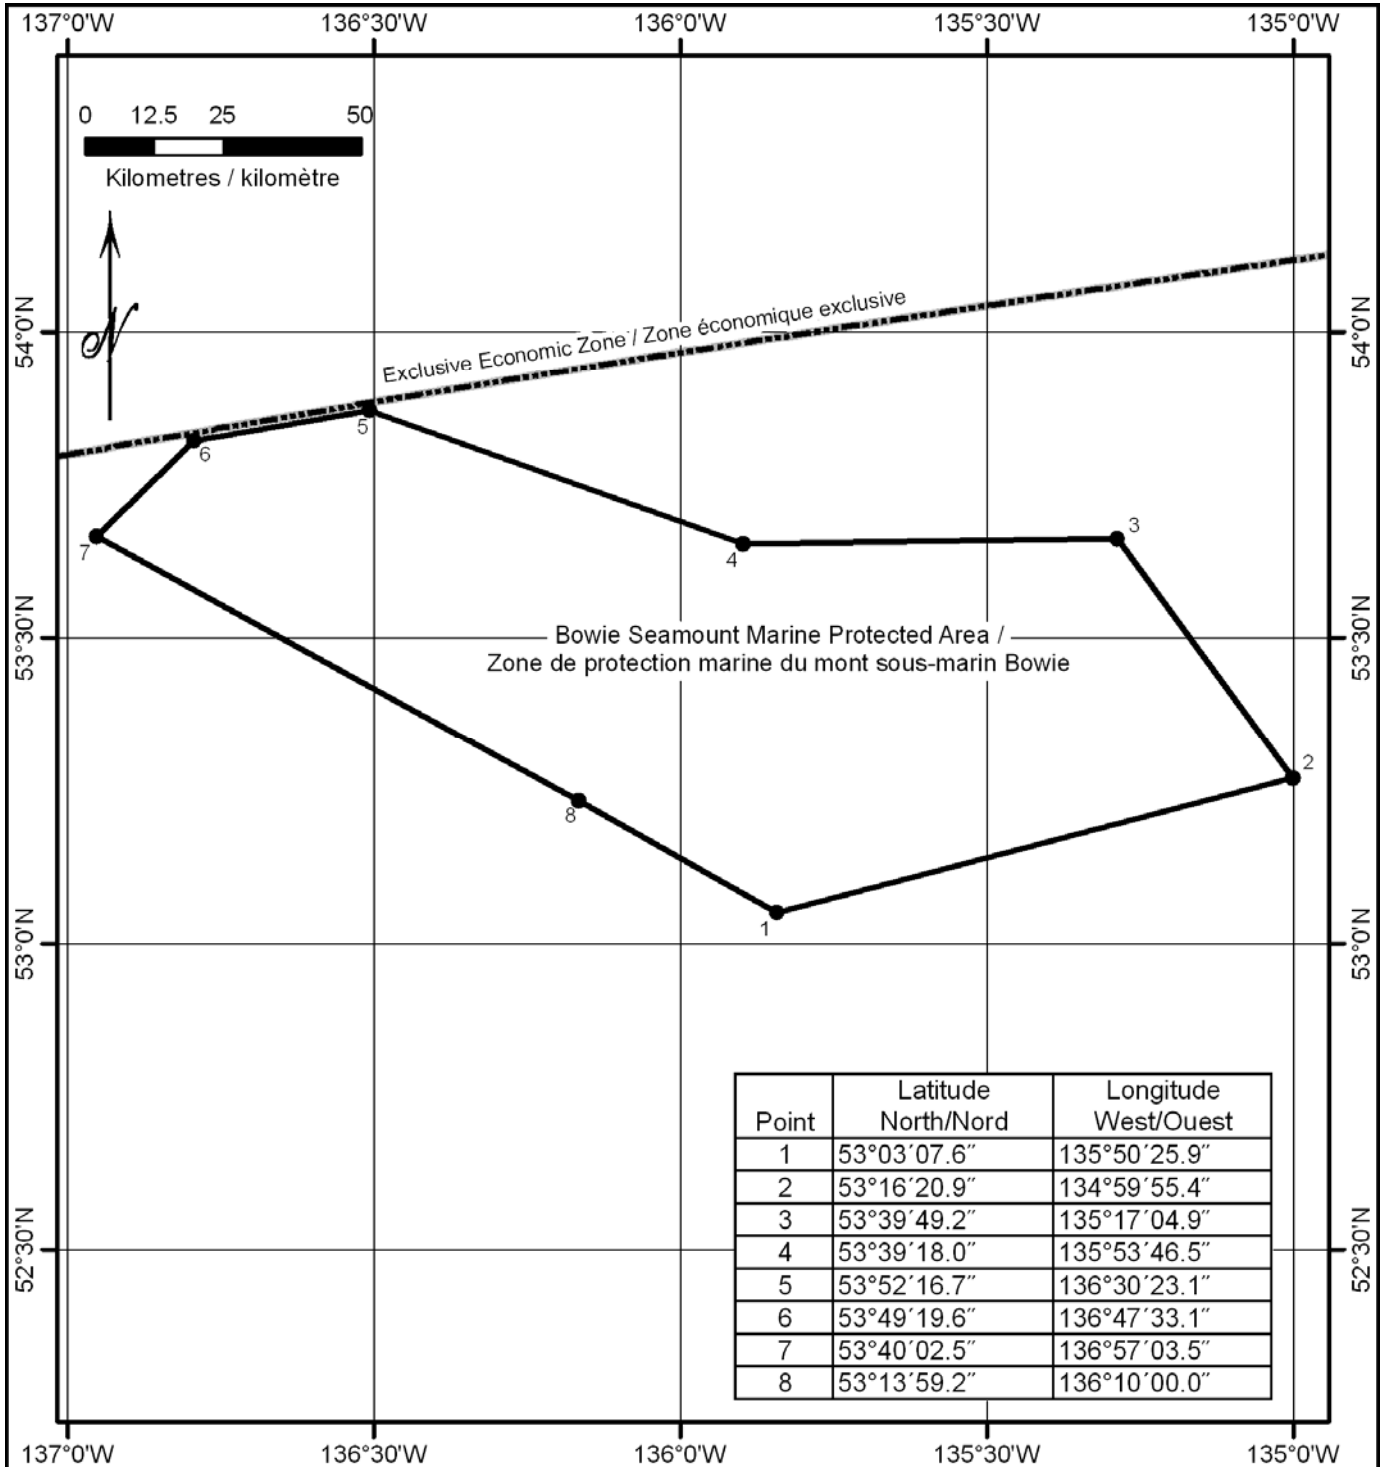 137°0'W 136°30'W 136°0'W 135°30'W 135°0'W
0 12.5 25 50
Kilometres / kilomètre
N
54°0'N
54°0'N
Exclusive Economic Zone / Zone économique exclusive
5
6
7
4
3
53°30'N
53°30'N
Bowie Seamount Marine Protected Area /
Zone de protection marine du mont sous-marin Bowie
2
8
1
53°0'N
53°0'N
Point Latitude North/Nord Longitude West/Ouest
1 53°03´07.6˝ 135°50´25.9˝
2 53°16´20.9˝ 134°59´55.4˝
3 53°39´49.2˝ 135°17´04.9˝
4 53°39´18.0˝ 135°53´46.5˝
5 53°52´16.7˝ 136°30´23.1˝
6 53°49´19.6˝ 136°47´33.1˝
7 53°40´02.5˝ 136°57´03.5˝
8 53°13´59.2˝ 136°10´00.0˝
52°30'N
52°30'N
137°0'W 136°30'W 136°0'W 135°30'W 135°0'W